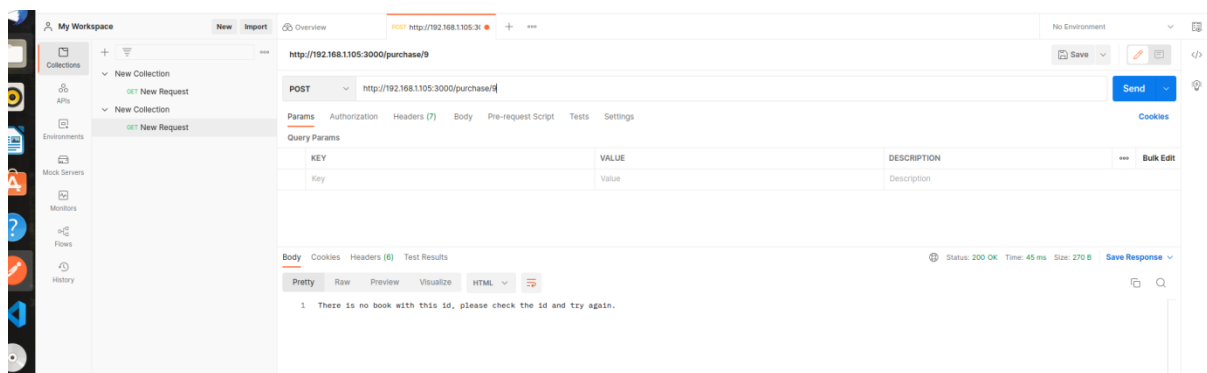 My Workspace
New Import
Overview
POST http://192.168.1.105:30
No Environment
Collections
APIs
Environments
Mock Servers
Monitors
Flows
History
New Collection
GET New Request
New Collection
GET New Request
http://192.168.1.105:3000/purchase/9
Save
POST http://192.168.1.105:3000/purchase/9
Send
Params Authorization Headers (7) Body Pre-request Script Tests Settings
Cookies
Query Params
KEY VALUE DESCRIPTION
Bulk Edit
Key Value Description
Body Cookies Headers (6) Test Results
Status: 200 OK Time: 45 ms Size: 270 B Save Response
Pretty Raw Preview Visualize HTML
1 There is no book with this id, please check the id and try again.